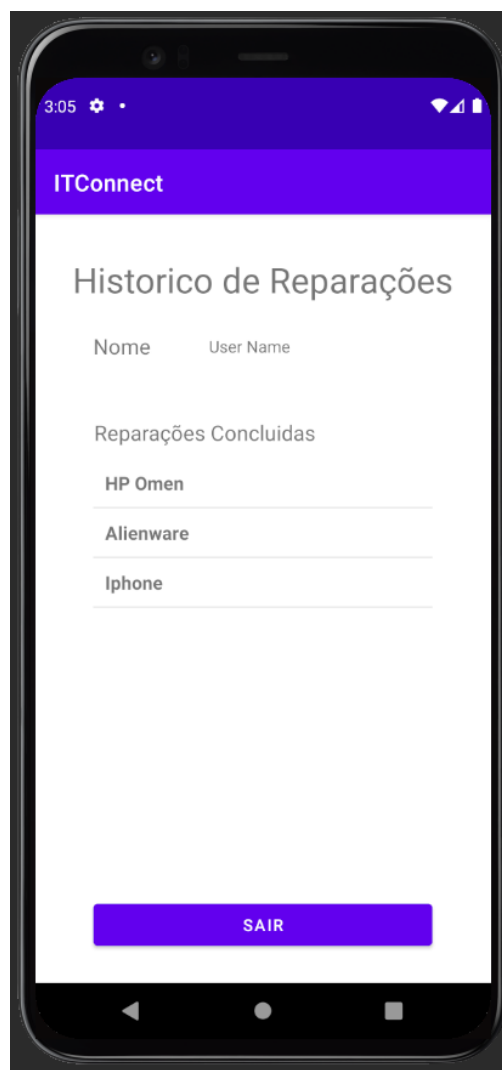 3:05
ITConnect
Historico de Reparações
Nome User Name
Reparações Concluidas
HP Omen
Alienware
Iphone
SAIR